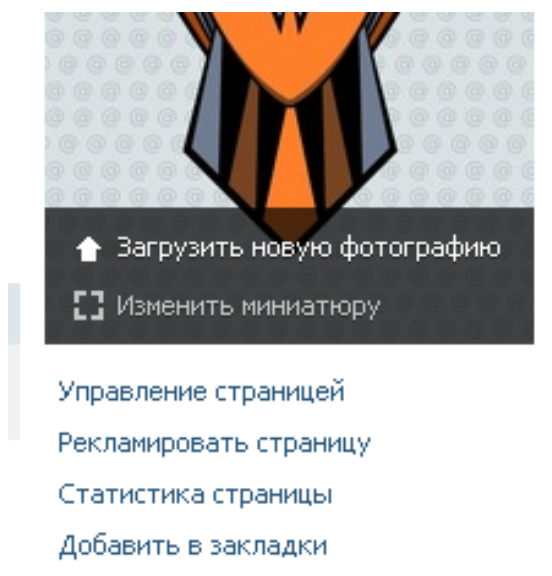 Загрузить новую фотографию
Изменить миниатюру
Управление страницей
Рекламировать страницу
Статистика страницы
Добавить в закладки